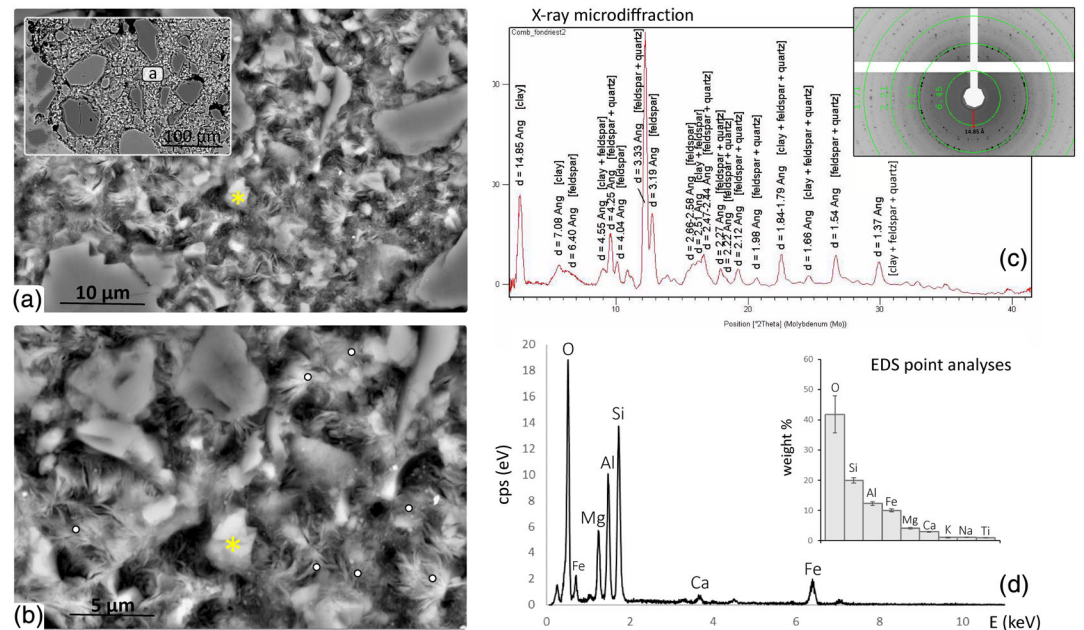 a
100 µm
*
(a)
10 µm
*
(b)
5 µm
X-ray microdiffraction
Comb_fondriest2
d = 14.85 Ang [clay]
d = 7.08 Ang [clay]
d = 6.40 Ang [feldspar]
d = 4.55 Ang [clay + feldspar]
d = 4.25 Ang [feldspar + quartz]
d = 4.04 Ang [feldspar]
d = 3.33 Ang [feldspar + quartz]
d = 3.19 Ang [feldspar]
d = 2.66-2.58 Ang [feldspar]
d = 2.51 Ang [clay + feldspar]
d = 2.47-2.44 Ang [feldspar + quartz]
d = 2.27 Ang [feldspar + quartz]
d = 2.22 Ang [feldspar + quartz]
d = 2.12 Ang [feldspar + quartz]
d = 1.98 Ang [feldspar + quartz]
d = 1.84-1.79 Ang [clay + feldspar + quartz]
d = 1.66 Ang [clay + feldspar + quartz]
d = 1.54 Ang [feldspar + quartz]
d = 1.37 Ang
[clay + feldspar + quartz]
14.85 Å
(c)
0
10 20 30 40
Position [°2Theta] (Molybdenum (Mo))
EDS point analyses
cps (eV)
20
18
16
14
12
10
8
6
4
2
0
O
Fe
Mg
Al
Si
Ca
Fe
0 2 4 6 8 10 E (keV)
weight %
60
50
40
30
20
10
0
O
Si
Al
Fe
Mg
Ca
K
Na
Ti
(d)